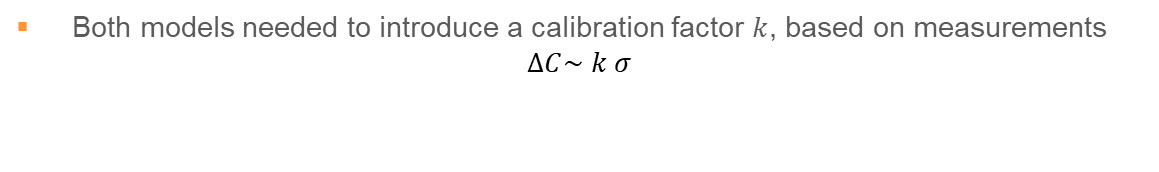 ▪ Both models needed to introduce a calibration factor 𝑘, based on measurements
Δ𝐶~ 𝑘 𝜎